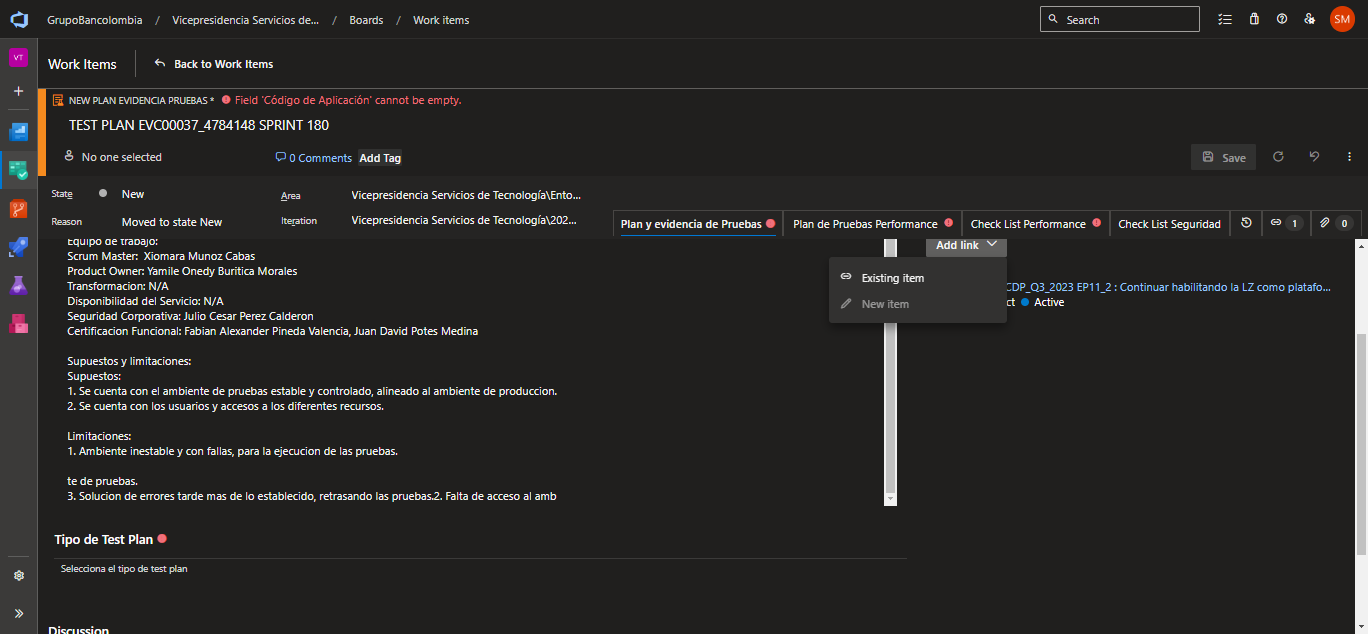 GrupoBancolombia / Vicepresidencia Servicios de... / Boards / Work items
Search
SM
VT
Work Items
Back to Work Items
NEW PLAN EVIDENCIA PRUEBAS * Field 'Código de Aplicación' cannot be empty.
TEST PLAN EVC00037_4784148 SPRINT 180
No one selected
0 Comments
Add Tag
Save
State
New
Area
Vicepresidencia Servicios de Tecnología\Ento...
Reason
Moved to state New
Iteration
Vicepresidencia Servicios de Tecnología\202...
Plan y evidencia de Pruebas
Plan de Pruebas Performance
Check List Performance
Check List Seguridad
1
0
Equipo de trabajo:
Scrum Master: Xiomara Munoz Cabas
Product Owner: Yamile Onedy Buritica Morales
Transformacion: N/A
Disponibilidad del Servicio: N/A
Seguridad Corporativa: Julio Cesar Perez Calderon
Certificacion Funcional: Fabian Alexander Pineda Valencia, Juan David Potes Medina
Supuestos y limitaciones:
Supuestos:
1. Se cuenta con el ambiente de pruebas estable y controlado, alineado al ambiente de produccion.
2. Se cuenta con los usuarios y accesos a los diferentes recursos.
Limitaciones:
1. Ambiente inestable y con fallas, para la ejecucion de las pruebas.
te de pruebas.
3. Solucion de errores tarde mas de lo establecido, retrasando las pruebas.2. Falta de acceso al amb
Add link
Existing item
New item
CDP_Q3_2023 EP11_2 : Continuar habilitando la LZ como platafo...
ct Active
Tipo de Test Plan
Selecciona el tipo de test plan
Discussion